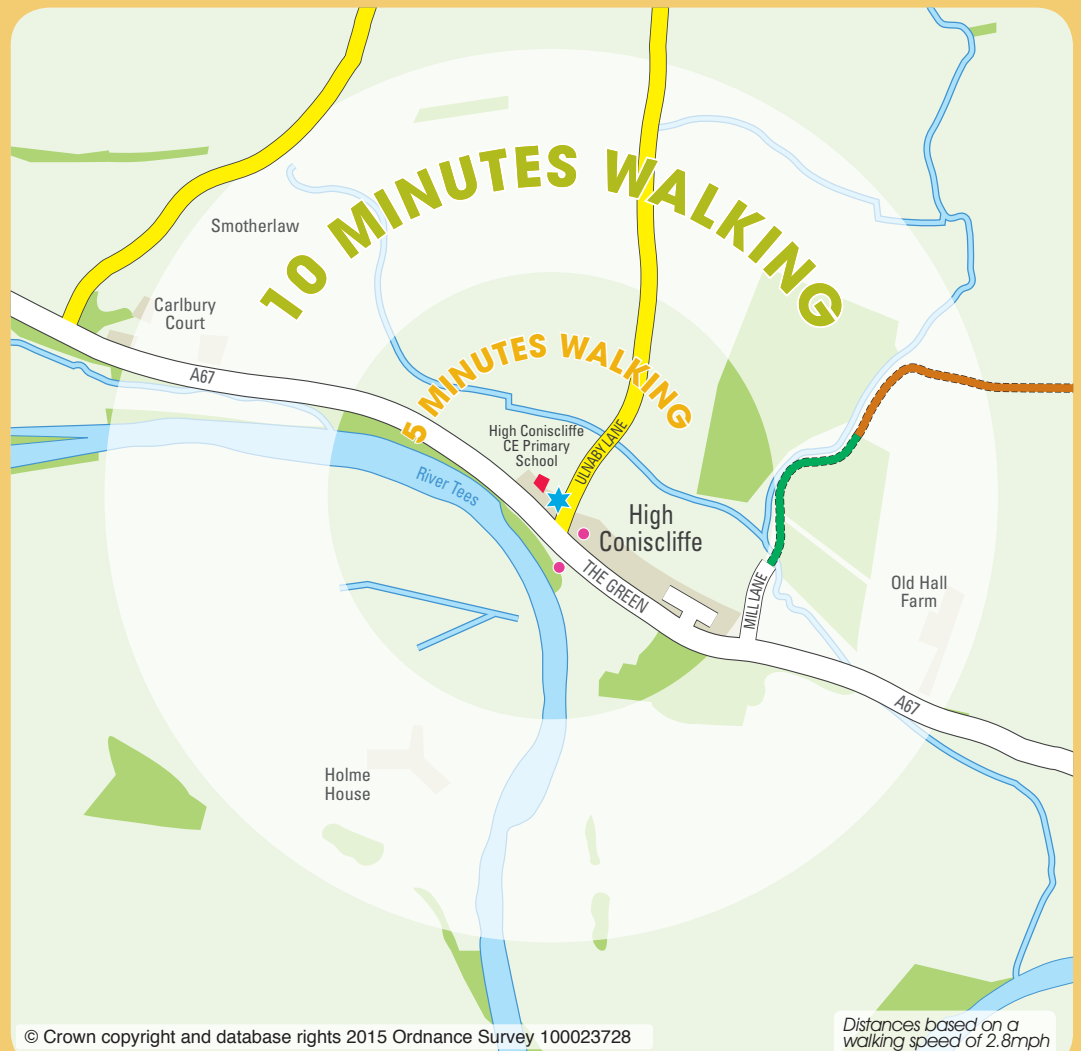 10 MINUTES WALKING
Smotherlaw
Carlbury
Court
A67
5 MINUTES WALKING
High Coniscliffe
CE Primary
School
ULNABY LANE
River Tees
High
Coniscliffe
THE GREEN
MILL LANE
Old Hall
Farm
A67
Holme
House
© Crown copyright and database rights 2015 Ordnance Survey 100023728
Distances based on a
walking speed of 2.8mph